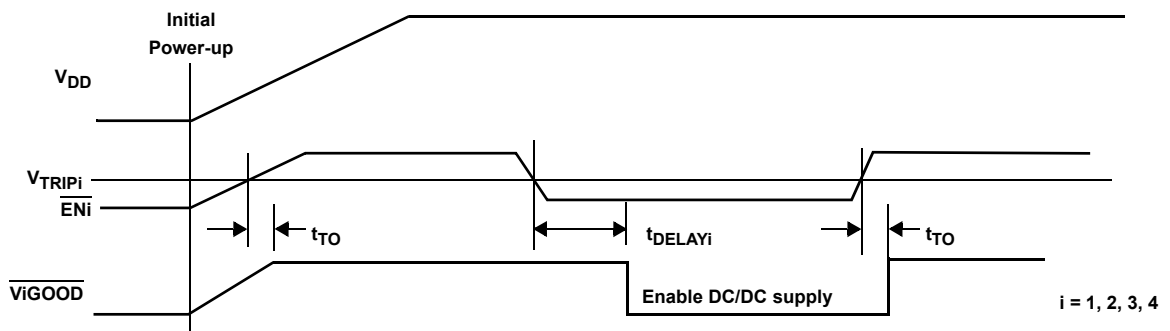 Initial
Power-up
VDD
VTRIPi
ENi
tTO
tDELAYi
tTO
ViGOOD
Enable DC/DC supply
i = 1, 2, 3, 4